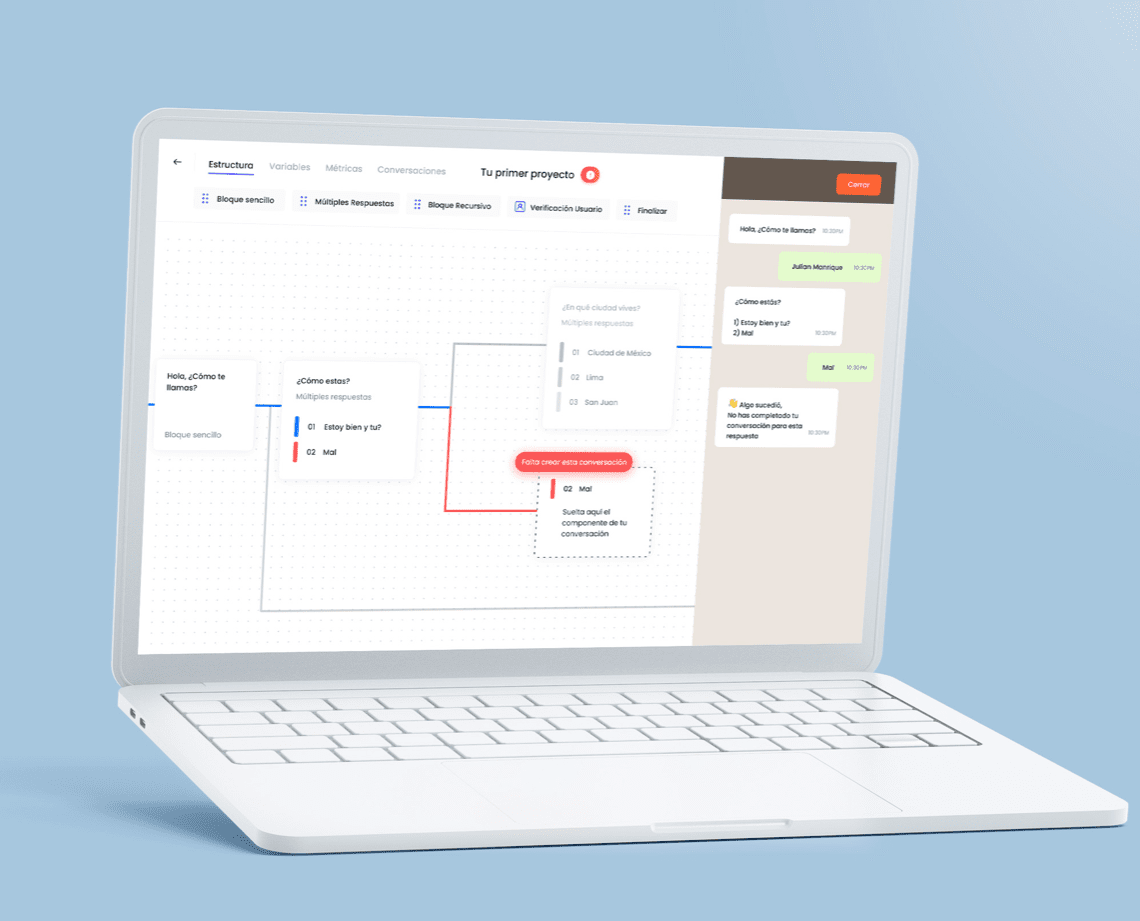 Estructura Variables Métricas Conversaciones Tu primer proyecto
Cerrar
Bloque sencillo Múltiples Respuestas Bloque Recursivo Verificación Usuario Finalizar
Hola, ¿Cómo te
llamas?
Bloque sencillo
¿Cómo estas?
Múltiples respuestas
01 Estoy bien y tu?
02 Mal
¿En qué ciudad vives?
Múltiples respuestas
01 Ciudad de México
02 Lima
03 San Juan
Falta crear esta conversación
02 Mal
Suelta aquí el
componente de tu
conversación
Hola, ¿Cómo te llamas? 10:30PM
Julian Manrique 10:30PM
¿Cómo estás?
1) Estoy bien y tu?
2) Mal 10:30PM
Mal 10:30PM
👋 Algo sucedió,
No has completado tu
conversación para esta
respuesta 10:30PM